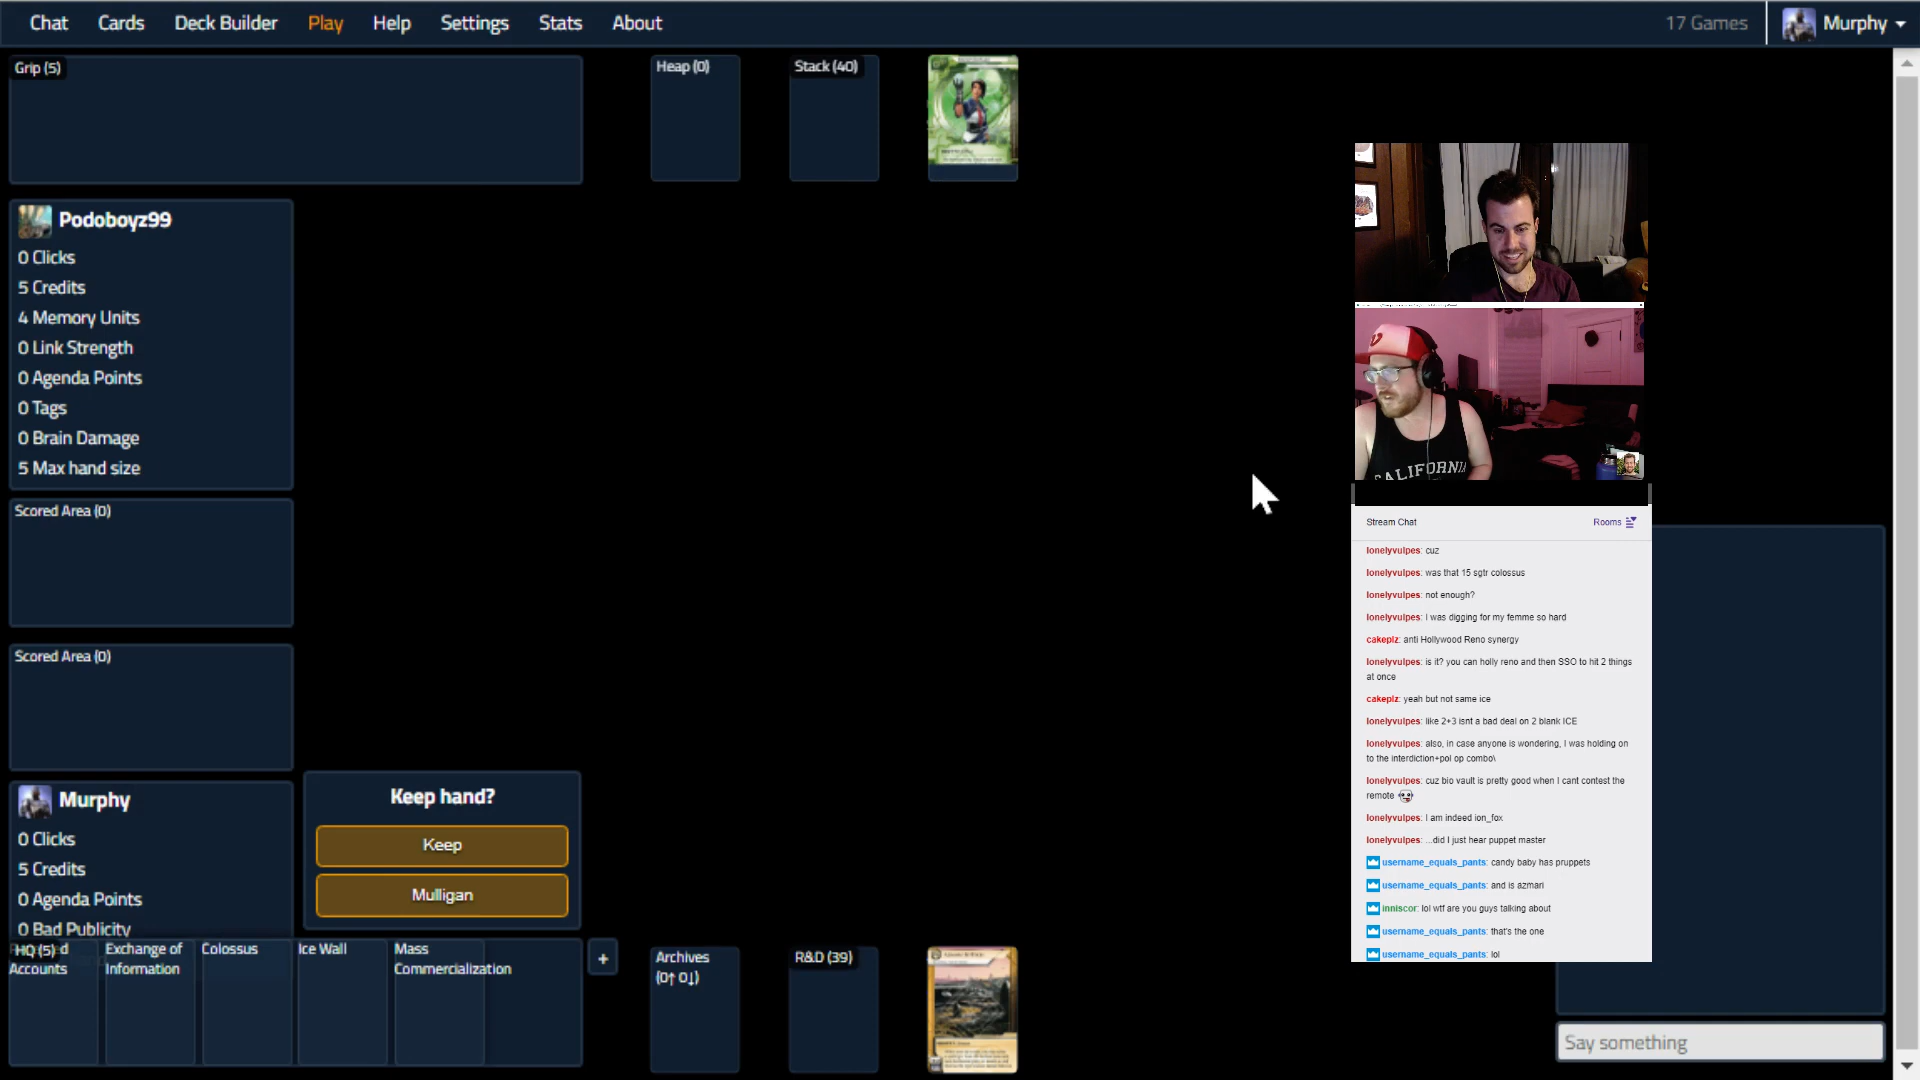 Chat Cards Deck Builder Play Help Settings Stats About 17 Games Murphy
Grip (5)
Heap (0)
Stack (40)
Podoboyz99
0 Clicks
5 Credits
4 Memory Units
0 Link Strength
0 Agenda Points
0 Tags
0 Brain Damage
5 Max hand size
Scored Area (0)
Scored Area (0)
Murphy
0 Clicks
5 Credits
0 Agenda Points
0 Bad Publicity
Keep hand?
Keep
Mulligan
HQ (5)
Accounts
Exchange of
Information
Colossus
Ice Wall
Mass
Commercialization
+
Archives
(0↑ 0↓)
R&D (39)
CALIFORNIA
Stream Chat Rooms
lonelyvulpes: cuz
lonelyvulpes: was that 15 sgtr colossus
lonelyvulpes: not enough?
lonelyvulpes: I was digging for my femme so hard
cakeplz: anti Hollywood Reno synergy
lonelyvulpes: is it? you can holly reno and then SSO to hit 2 things
at once
cakeplz: yeah but not same ice
lonelyvulpes: like 2+3 isnt a bad deal on 2 blank ICE
lonelyvulpes: also, in case anyone is wondering, I was holding on
to the interdiction+pol op combo\
lonelyvulpes: cuz bio vault is pretty good when I cant contest the
remote
lonelyvulpes: I am indeed ion_fox
lonelyvulpes: ...did I just hear puppet master
username_equals_pants: candy baby has pruppets
username_equals_pants: and is azmari
inniscor: lol wtf are you guys talking about
username_equals_pants: that's the one
username_equals_pants: lol
Say something